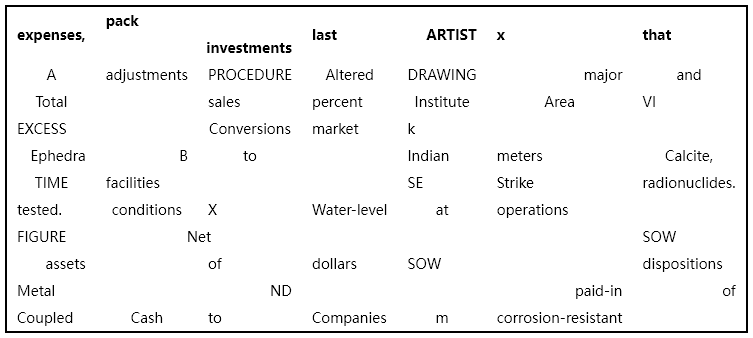 expenses, pack investments last ARTIST x that
A adjustments PROCEDURE Altered DRAWING major and
Total sales percent Institute Area VI
EXCESS Conversions market k
Ephedra B to Indian meters Calcite,
TIME facilities SE Strike radionuclides.
tested. conditions X Water-level at operations
FIGURE Net SOW
assets of dollars SOW dispositions
Metal ND paid-in of
Coupled Cash to Companies m corrosion-resistant